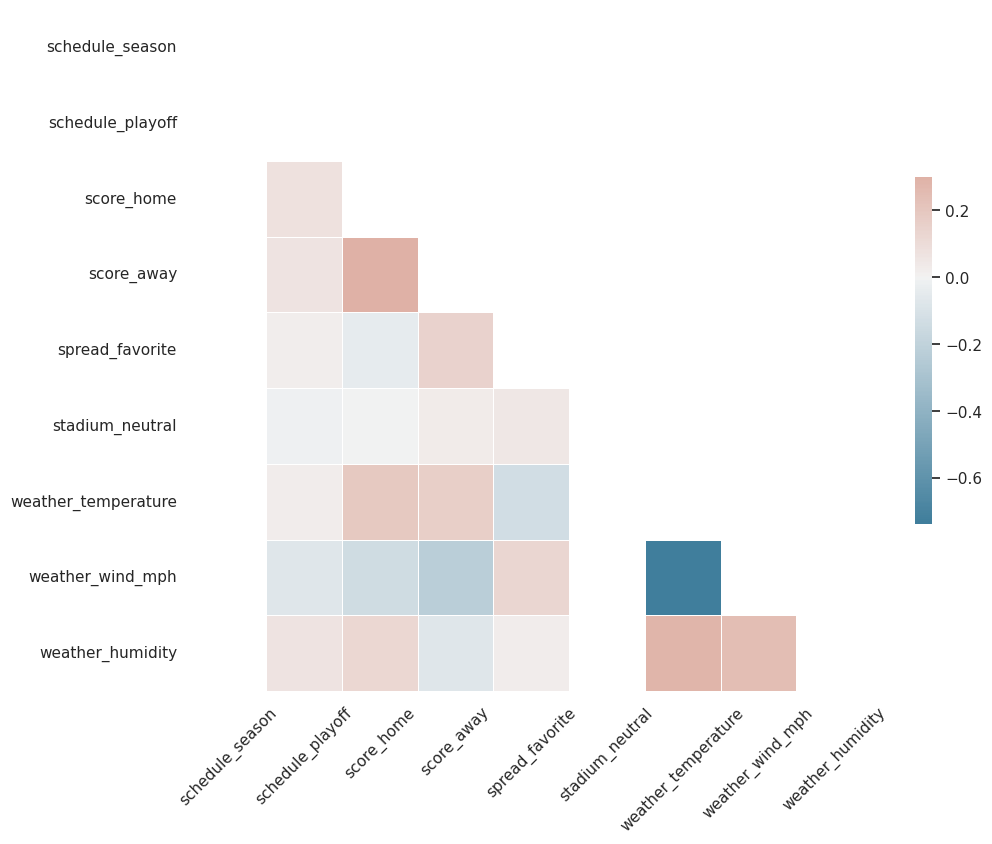 schedule_season
schedule_playoff
score_home
score_away
spread_favorite
stadium_neutral
weather_temperature
weather_wind_mph
weather_humidity
0.2
0.0
−0.2
−0.4
−0.6
schedule_season
schedule_playoff
score_home
score_away
spread_favorite
stadium_neutral
weather_temperature
weather_wind_mph
weather_humidity